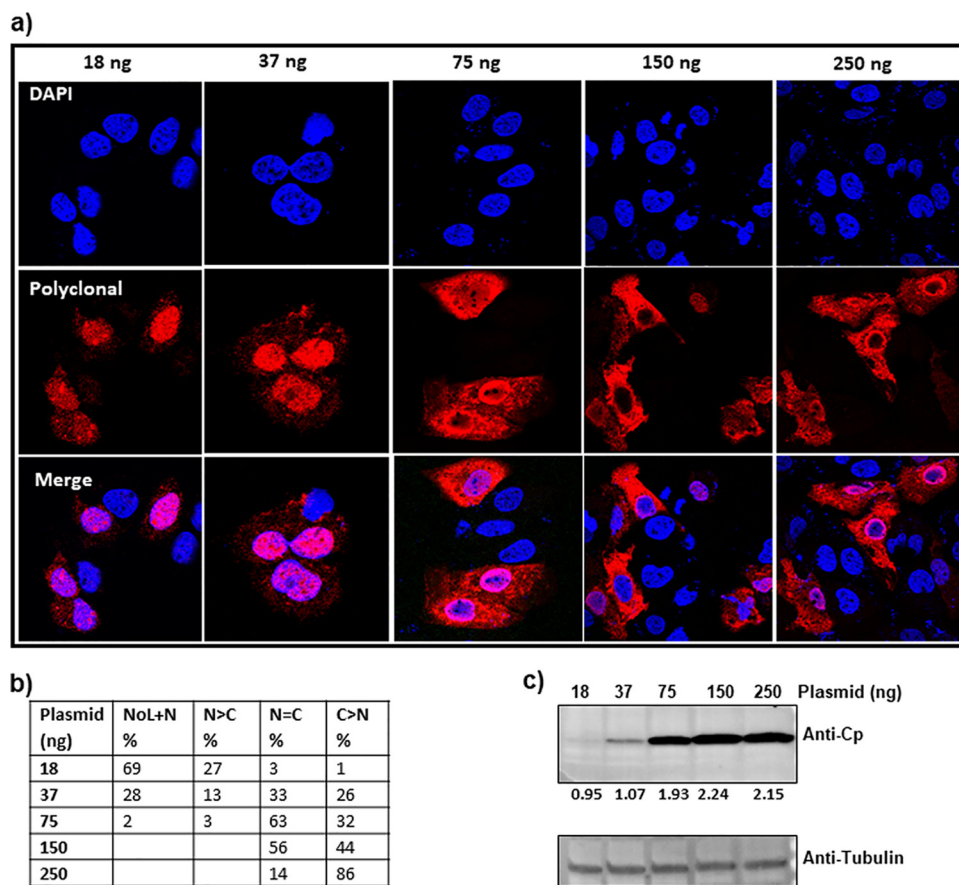 a)
18 ng 37 ng 75 ng 150 ng 250 ng
DAPI
Polyclonal
Merge
b)
Plasmid (ng) NoL+N % N>C % N=C % C>N %
18 69 27 3 1
37 28 13 33 26
75 2 3 63 32
150 56 44
250 14 86
c)
18 37 75 150 250 Plasmid (ng)
Anti-Cp
0.95 1.07 1.93 2.24 2.15
Anti-Tubulin